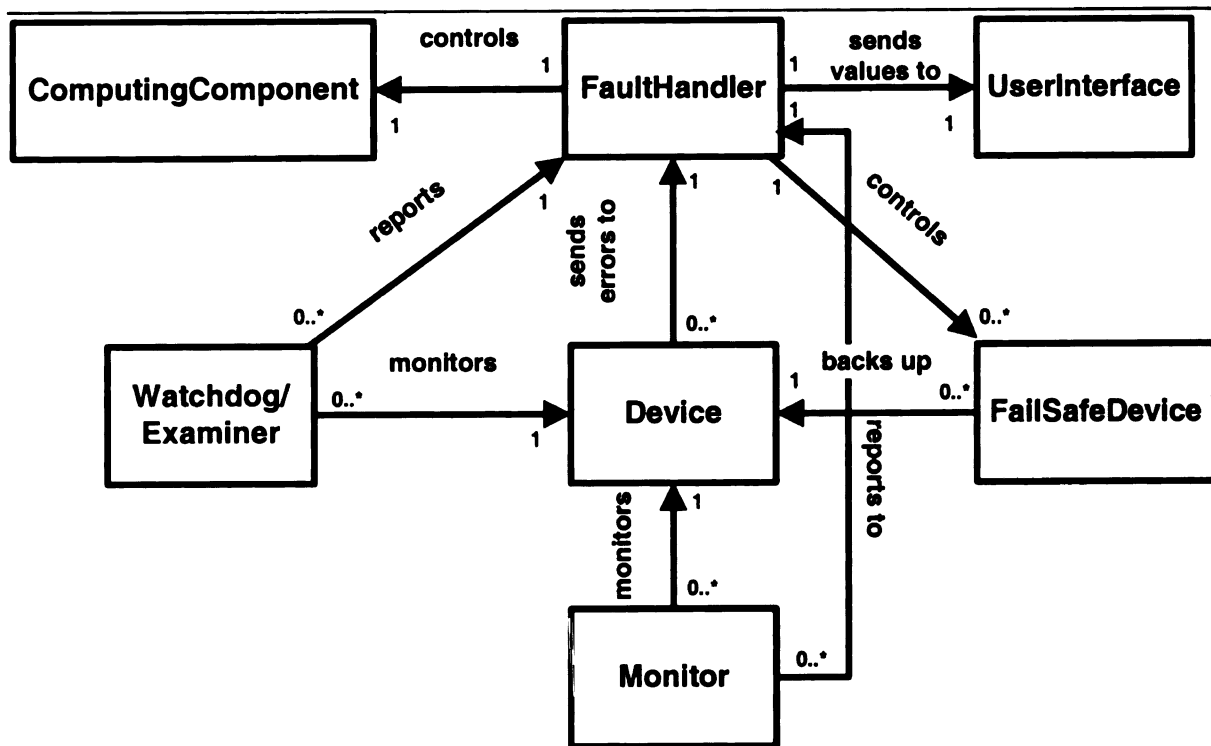 controls
sends
values to
ComputingComponent
1
1
FaultHandler
1
1
1
1
UserInterface
reports
1
sends
errors to
1
1
controls
0..*
0..*
0..*
monitors
backs up
Watchdog/
Examiner
0..*
1
Device
1
0..*
FailSafeDevice
reports to
monitors
1
0..*
Monitor
0..*